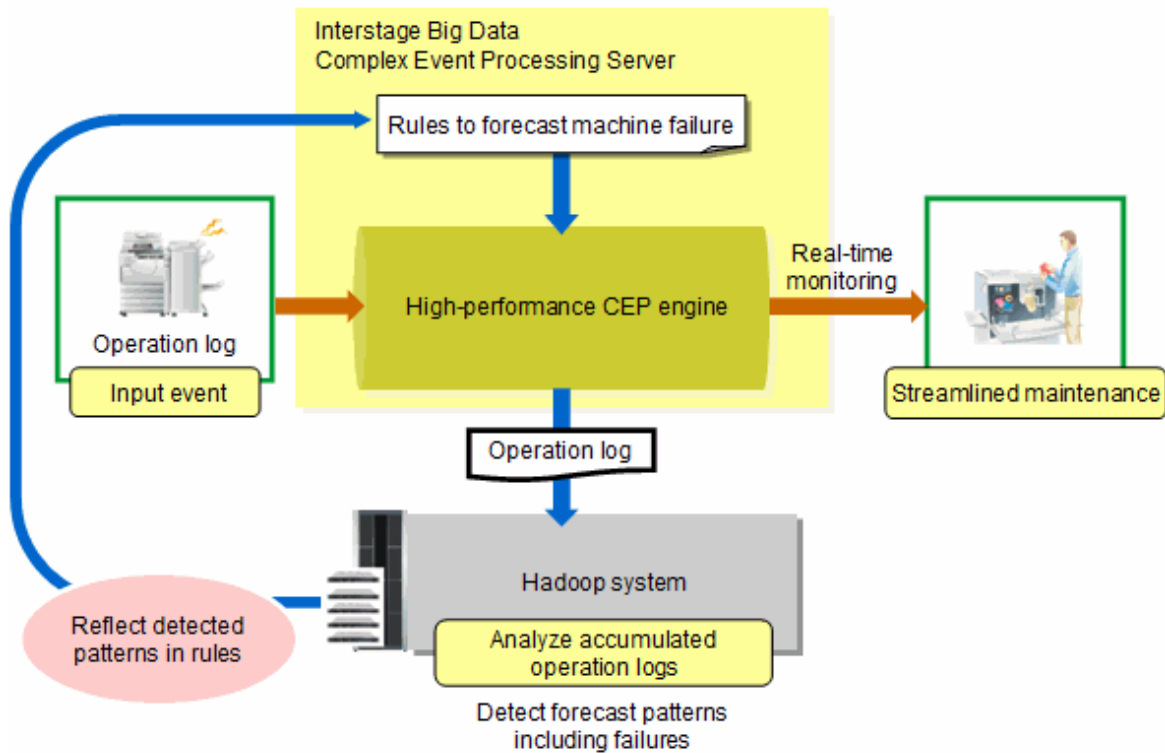 Interstage Big Data
Complex Event Processing Server
Rules to forecast machine failure
Operation log
Input event
High-performance CEP engine
Real-time
monitoring
Streamlined maintenance
Operation log
Hadoop system
Analyze accumulated
operation logs
Detect forecast patterns
including failures
Reflect detected
patterns in rules